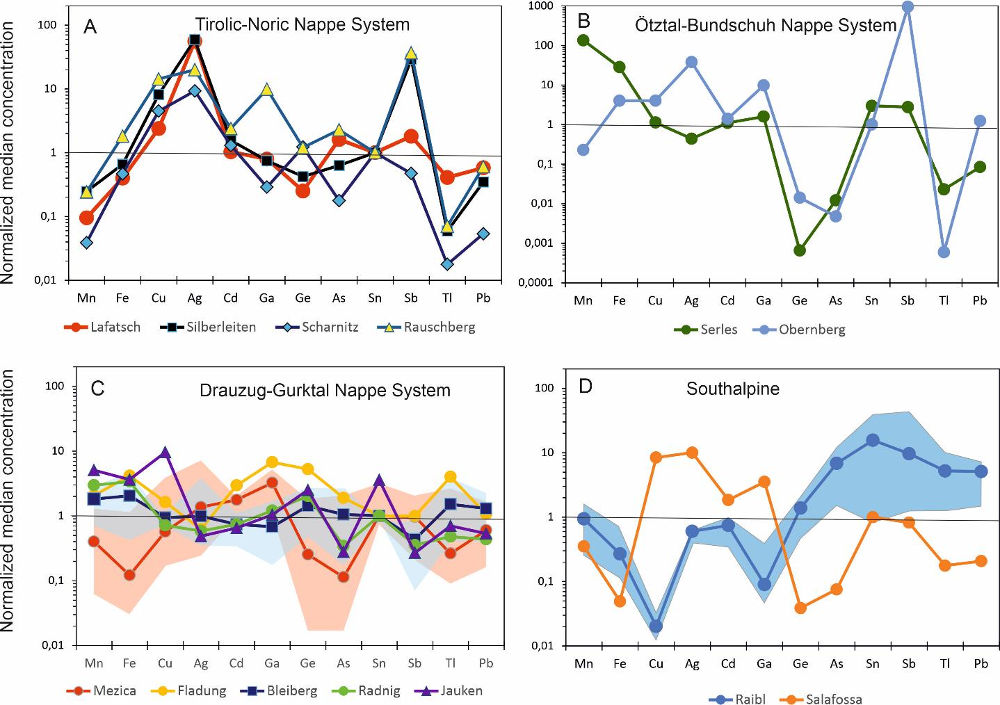 Normalized median concentration
A
Tirolic-Noric Nappe System
100
10
1
0,1
0,01
Mn Fe Cu Ag Cd Ga Ge As Sn Sb Tl Pb
Lafatsch Silberleiten Scharnitz Rauschberg
B
Ötztal-Bundschuh Nappe System
1000
100
10
1
0,1
0,01
0,001
0,0001
Mn Fe Cu Ag Cd Ga Ge As Sn Sb Tl Pb
Serles Obernberg
Normalized median concentration
C
Drauzug-Gurktal Nappe System
100
10
1
0,1
0,01
Mn Fe Cu Ag Cd Ga Ge As Sn Sb Tl Pb
Mezica Fladung Bleiberg Radnig Jauken
D
Southalpine
100
10
1
0,1
0,01
Mn Fe Cu Ag Cd Ga Ge As Sn Sb Tl Pb
Raibl Salafossa